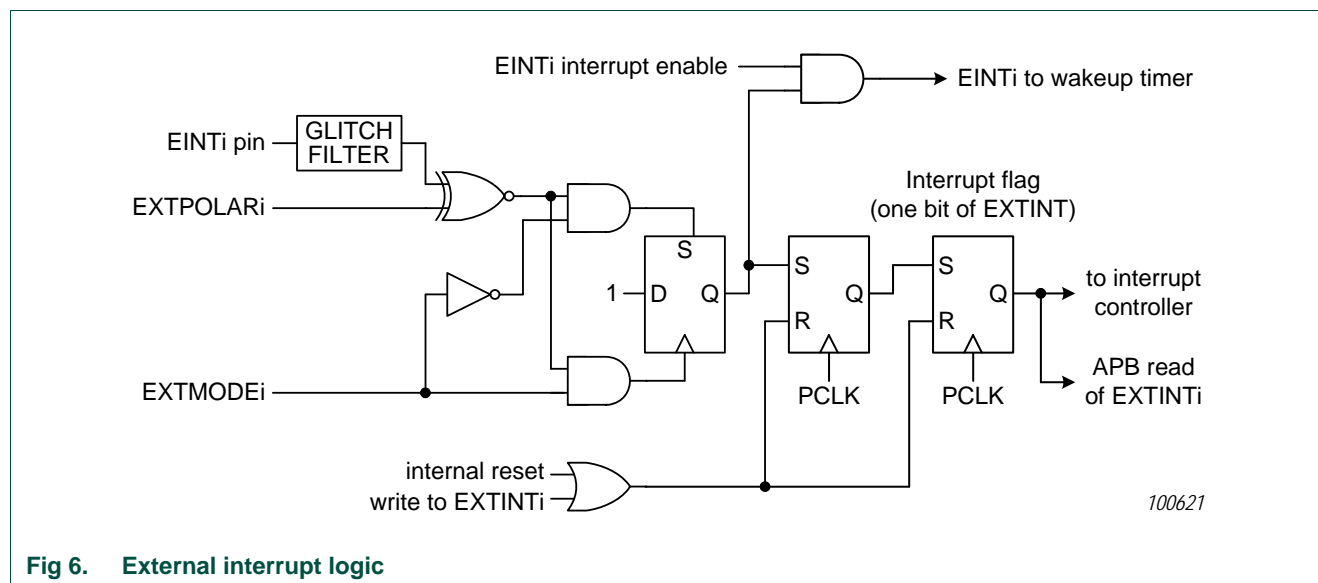 EINTi interrupt enable
EINTi to wakeup timer
EINTi pin
GLITCH
FILTER
EXTPOLARi
Interrupt flag
(one bit of EXTINT)
S
1
D
Q
S
Q
R
S
Q
R
to interrupt
controller
EXTMODEi
PCLK
PCLK
APB read
of EXTINTi
internal reset
write to EXTINTi
100621
Fig 6. External interrupt logic